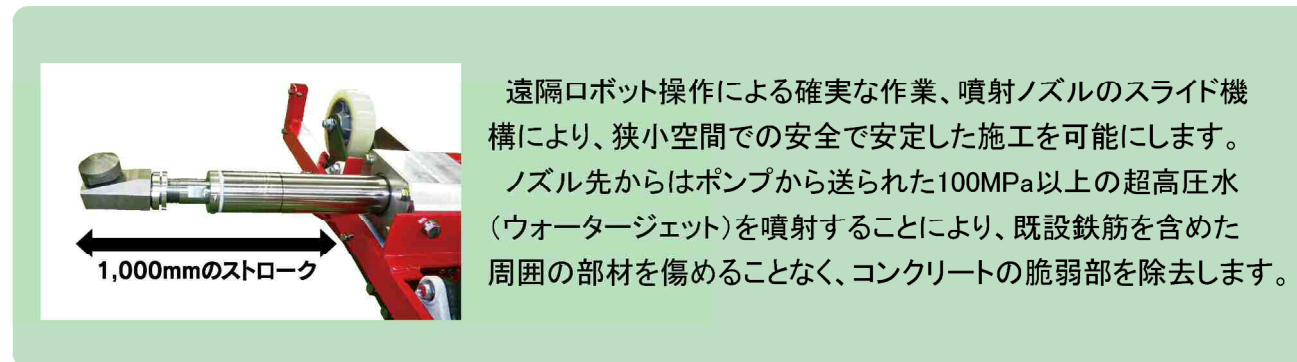 1,000mmのストローク
　遠隔ロボット操作による確実な作業、噴射ノズルのスライド機
構により、狭小空間での安全で安定した施工を可能にします。
　ノズル先からはポンプから送られた100MPa以上の超高圧水
（ウォータージェット）を噴射することにより、既設鉄筋を含めた
周囲の部材を傷めることなく、コンクリートの脆弱部を除去します。